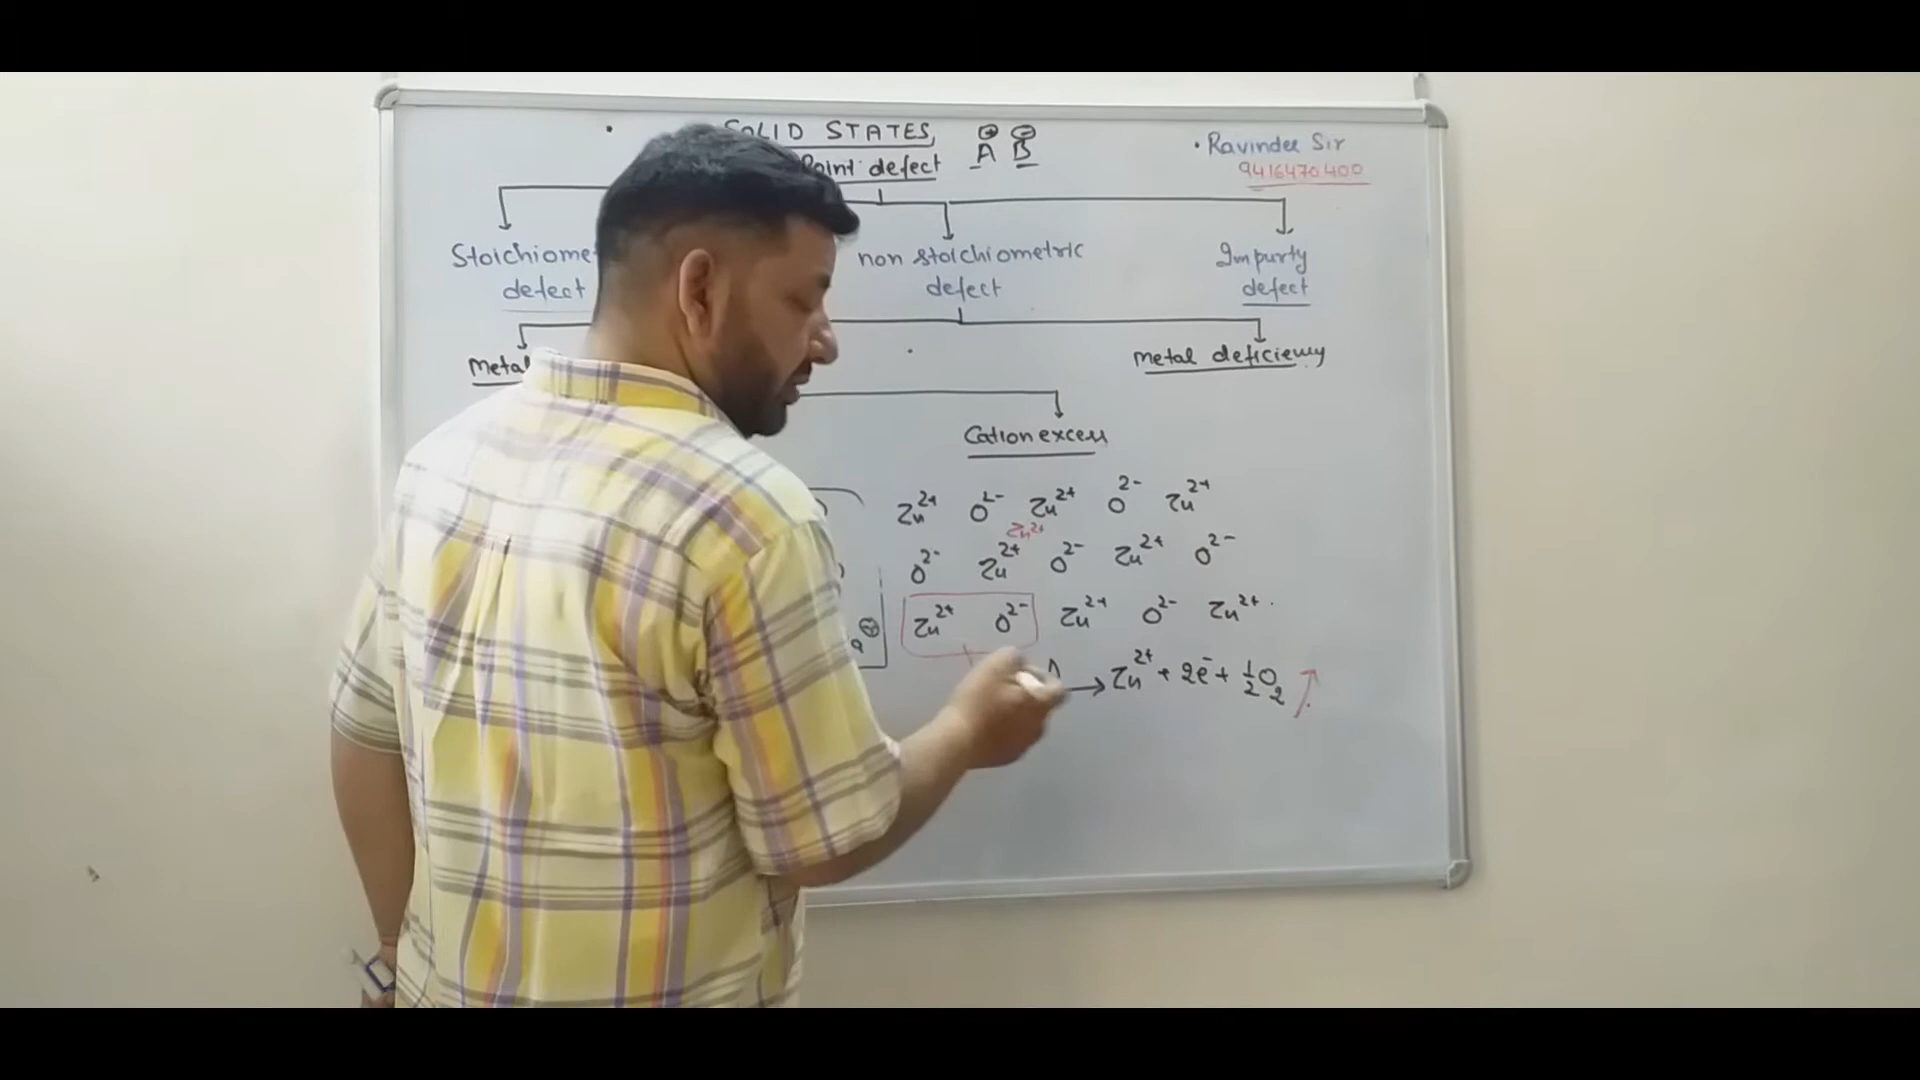 SOLID STATES, ⊕ ⊖
Point defect A B
• Ravinder Sir
9416470400
Stoichiome
defect
non stoichiometric
defect
Impurty
defect
Metal
Metal deficiency
Cation excess
Zn²⁺ O²⁻ Zn²⁺ O²⁻ Zn²⁺
Zn²⁺
O²⁻ Zn²⁺ O²⁻ Zn²⁺ O²⁻
Zn²⁺ O²⁻ Zn²⁺ O²⁻ Zn²⁺
→ Zn²⁺ + 2e⁻ + ½O₂ ↑